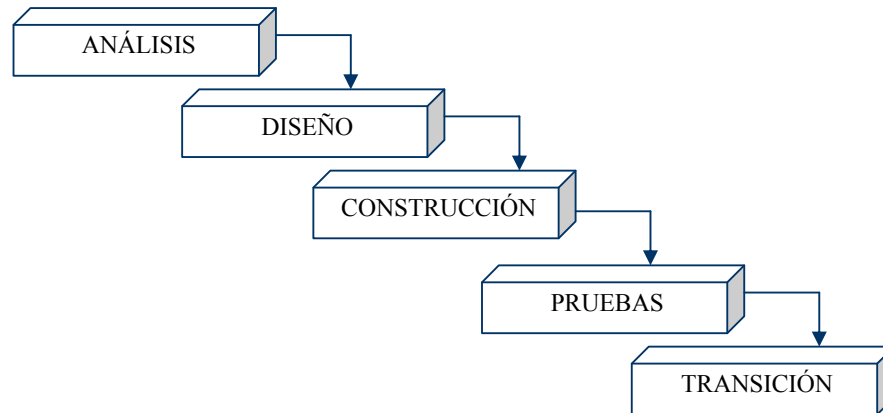 ANÁLISIS
DISEÑO
CONSTRUCCIÓN
PRUEBAS
TRANSICIÓN